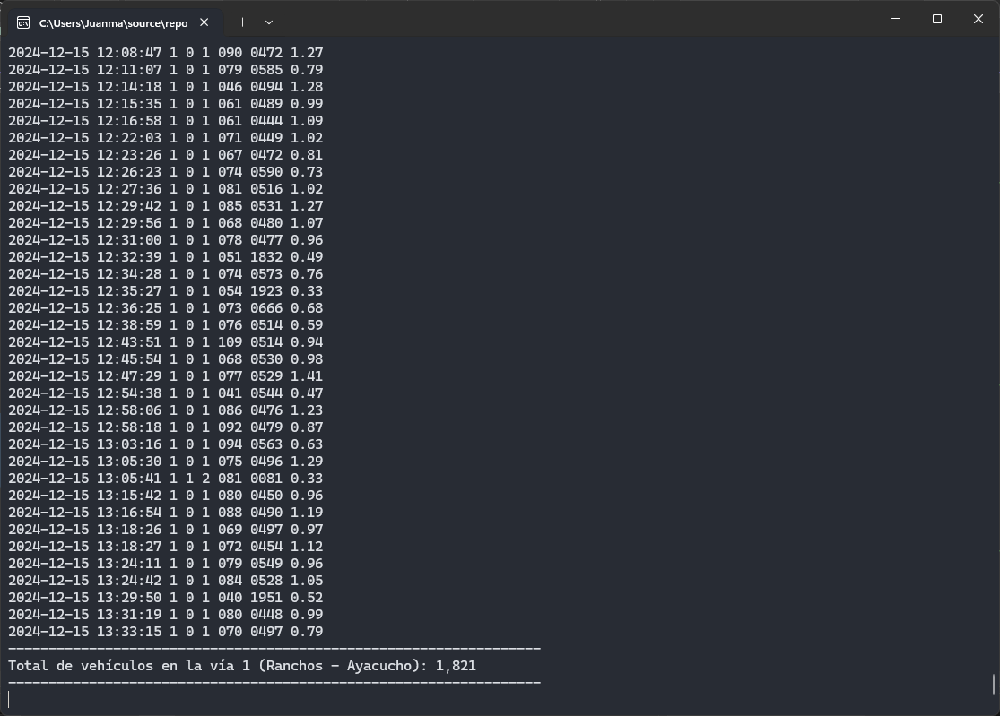 C:\Users\Juanma\source\repo
2024-12-15 12:08:47 1 0 1 090 0472 1.27
2024-12-15 12:11:07 1 0 1 079 0585 0.79
2024-12-15 12:14:18 1 0 1 046 0494 1.28
2024-12-15 12:15:35 1 0 1 061 0489 0.99
2024-12-15 12:16:58 1 0 1 061 0444 1.09
2024-12-15 12:22:03 1 0 1 071 0449 1.02
2024-12-15 12:23:26 1 0 1 067 0472 0.81
2024-12-15 12:26:23 1 0 1 074 0590 0.73
2024-12-15 12:27:36 1 0 1 081 0516 1.02
2024-12-15 12:29:42 1 0 1 085 0531 1.27
2024-12-15 12:29:56 1 0 1 068 0480 1.07
2024-12-15 12:31:00 1 0 1 078 0477 0.96
2024-12-15 12:32:39 1 0 1 051 1832 0.49
2024-12-15 12:34:28 1 0 1 074 0573 0.76
2024-12-15 12:35:27 1 0 1 054 1923 0.33
2024-12-15 12:36:25 1 0 1 073 0666 0.68
2024-12-15 12:38:59 1 0 1 076 0514 0.59
2024-12-15 12:43:51 1 0 1 109 0514 0.94
2024-12-15 12:45:54 1 0 1 068 0530 0.98
2024-12-15 12:47:29 1 0 1 077 0529 1.41
2024-12-15 12:54:38 1 0 1 041 0544 0.47
2024-12-15 12:58:06 1 0 1 086 0476 1.23
2024-12-15 12:58:18 1 0 1 092 0479 0.87
2024-12-15 13:03:16 1 0 1 094 0563 0.63
2024-12-15 13:05:30 1 0 1 075 0496 1.29
2024-12-15 13:05:41 1 1 2 081 0081 0.33
2024-12-15 13:15:42 1 0 1 080 0450 0.96
2024-12-15 13:16:54 1 0 1 088 0490 1.19
2024-12-15 13:18:26 1 0 1 069 0497 0.97
2024-12-15 13:18:27 1 0 1 072 0454 1.12
2024-12-15 13:24:11 1 0 1 079 0549 0.96
2024-12-15 13:24:42 1 0 1 084 0528 1.05
2024-12-15 13:29:50 1 0 1 040 1951 0.52
2024-12-15 13:31:19 1 0 1 080 0448 0.99
2024-12-15 13:33:15 1 0 1 070 0497 0.79
------------------------------------------------------------------
Total de vehículos en la vía 1 (Ranchos - Ayacucho): 1,821
------------------------------------------------------------------